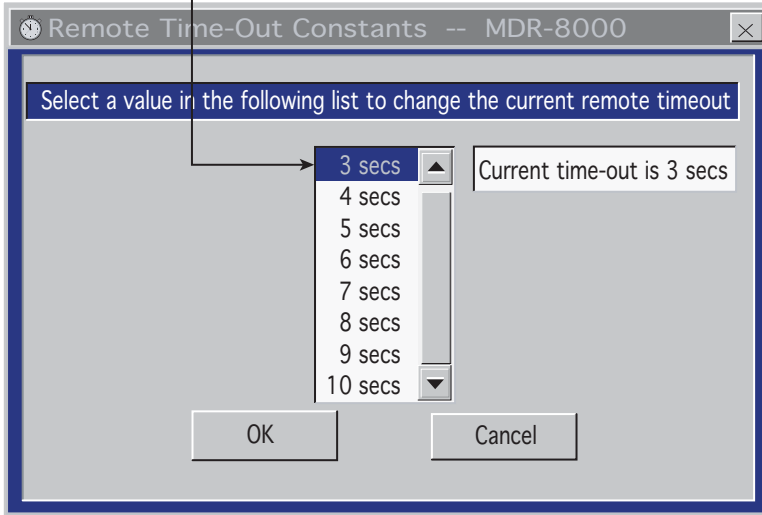 Remote Time-Out Constants -- MDR-8000
Select a value in the following list to change the current remote timeout
3 secs
Current time-out is 3 secs
4 secs
5 secs
6 secs
7 secs
8 secs
9 secs
10 secs
OK
Cancel